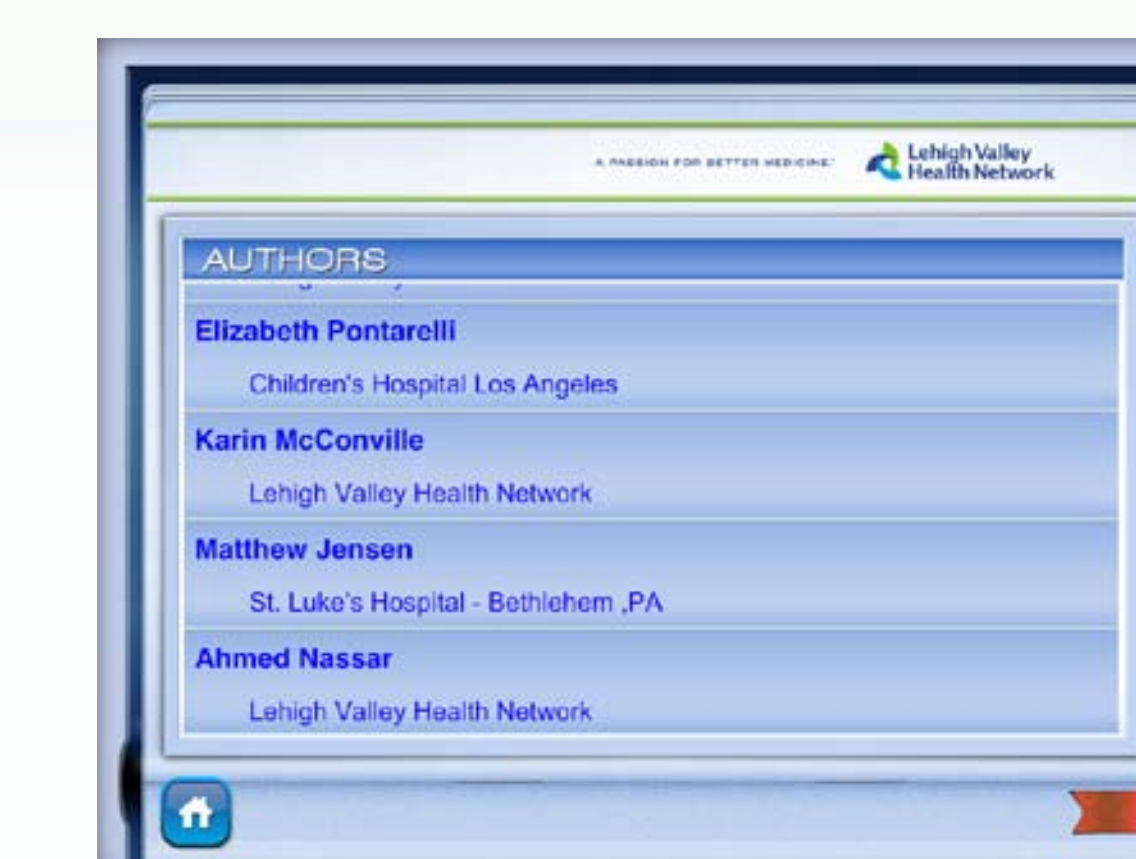 A PASSION FOR BETTER MEDICINE.™
Lehigh Valley
Health Network
AUTHORS
Elizabeth Pontarelli
Children's Hospital Los Angeles
Karin McConville
Lehigh Valley Health Network
Matthew Jensen
St. Luke's Hospital - Bethlehem ,PA
Ahmed Nassar
Lehigh Valley Health Network